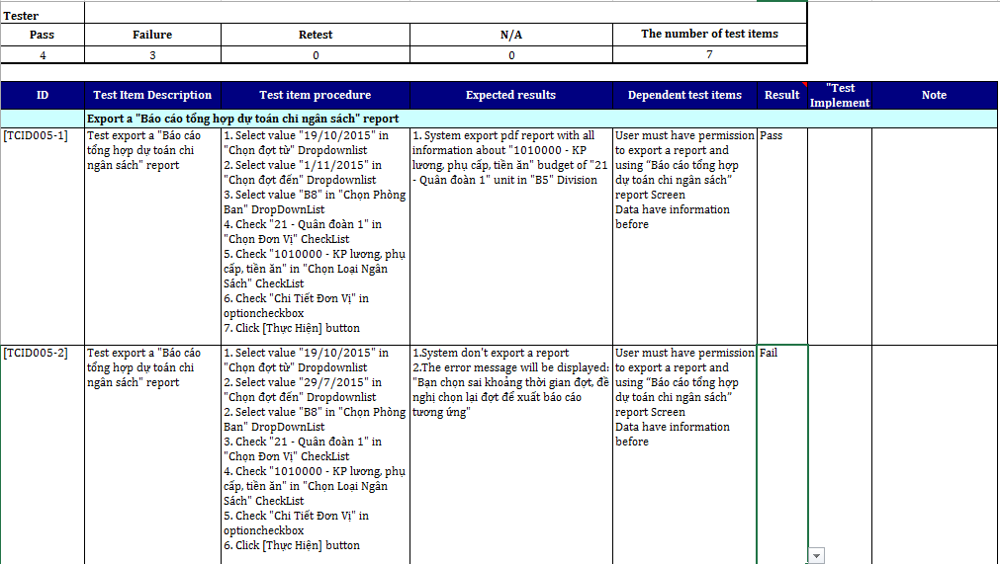 Tester
Pass Failure Retest N/A The number of test items
4 3 0 0 7
ID Test Item Description Test item procedure Expected results Dependent test items Result "Test Implement Note
Export a "Báo cáo tổng hợp dự toán chi ngân sách" report
[TCID005-1]
Test export a "Báo cáo
tổng hợp dự toán chi
ngân sách" report
1. Select value "19/10/2015" in
"Chọn đợt từ" Dropdownlist
2. Select value "1/11/2015" in
"Chọn đợt đến" Dropdownlist
3. Select value "B8" in "Chọn Phòng
Ban" DropDownList
4. Check "21 - Quân đoàn 1" in
"Chọn Đơn Vị" CheckList
5. Check "1010000 - KP lương, phụ
cấp, tiền ăn" in "Chọn Loại Ngân
Sách" CheckList
6. Check "Chi Tiết Đơn Vị" in
optioncheckbox
7. Click [Thực Hiện] button
1. System export pdf report with all
information about "1010000 - KP
lương, phụ cấp, tiền ăn" budget of "21
- Quân đoàn 1" unit in "B5" Division
User must have permission
to export a report and
using “Báo cáo tổng hợp
dự toán chi ngân sách”
report Screen
Data have information
before
Pass
[TCID005-2]
Test export a "Báo cáo
tổng hợp dự toán chi
ngân sách" report
1. Select value "19/10/2015" in
"Chọn đợt từ" Dropdownlist
2. Select value "29/7/2015" in
"Chọn đợt đến" Dropdownlist
2. Select value "B8" in "Chọn Phòng
Ban" DropDownList
3. Check "21 - Quân đoàn 1" in
"Chọn Đơn Vị" CheckList
4. Check "1010000 - KP lương, phụ
cấp, tiền ăn" in "Chọn Loại Ngân
Sách" CheckList
5. Check "Chi Tiết Đơn Vị" in
optioncheckbox
6. Click [Thực Hiện] button
1.System don't export a report
2.The error message will be displayed:
"Bạn chọn sai khoảng thời gian đợt, đề
nghị chọn lại đợt để xuất báo cáo
tương ứng"
User must have permission
to export a report and
using “Báo cáo tổng hợp
dự toán chi ngân sách”
report Screen
Data have information
before
Fail